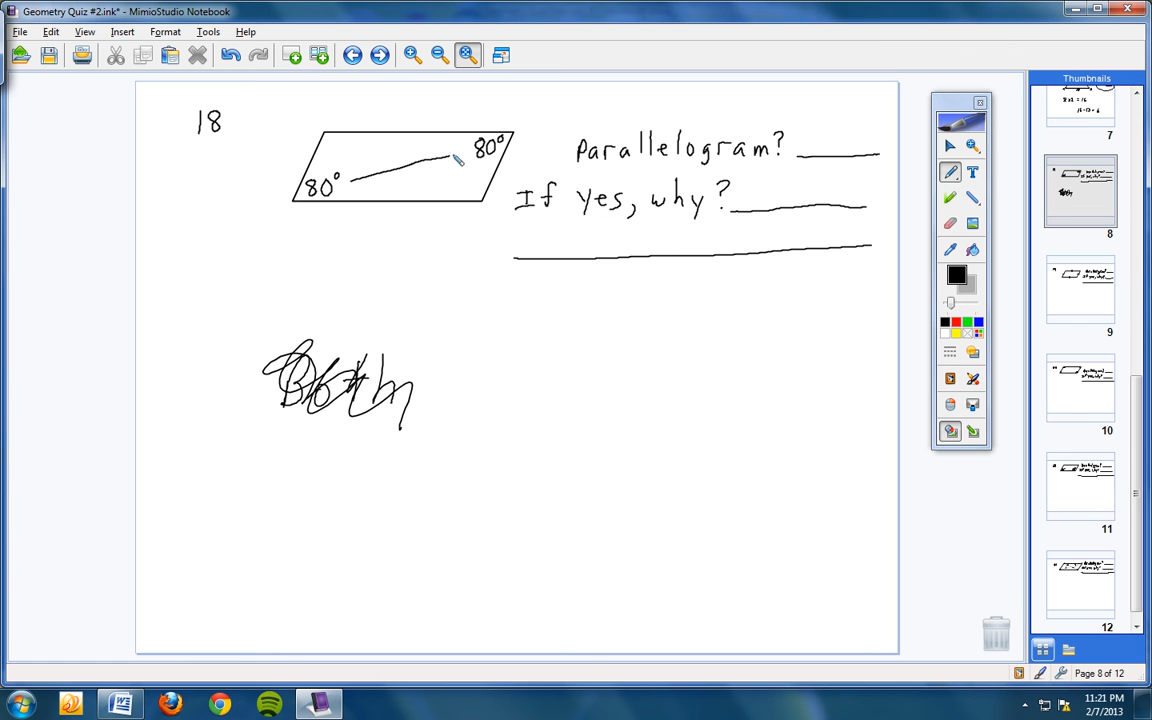 Geometry Quiz #2.ink* - MimioStudio Notebook
File Edit View Insert Format Tools Help
Thumbnails
18
80° 80°
Parallelogram?
If yes, why?
7
8
9
10
11
12
Page 8 of 12
11:21 PM
2/7/2013